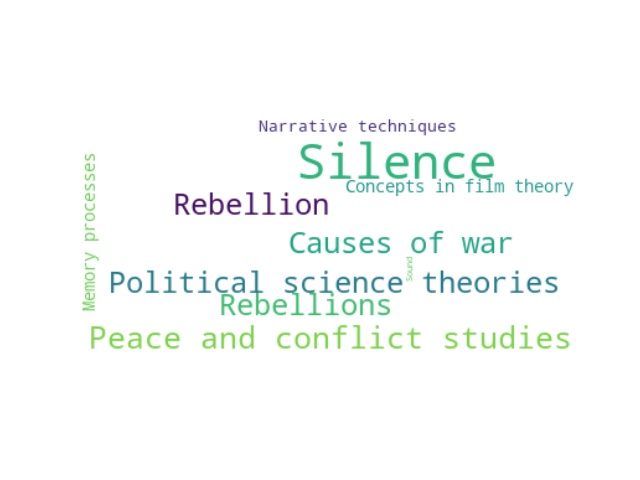 Narrative techniques
Silence
Concepts in film theory
Rebellion
Memory processes
Causes of war
Sound
Political science theories
Rebellions
Peace and conflict studies